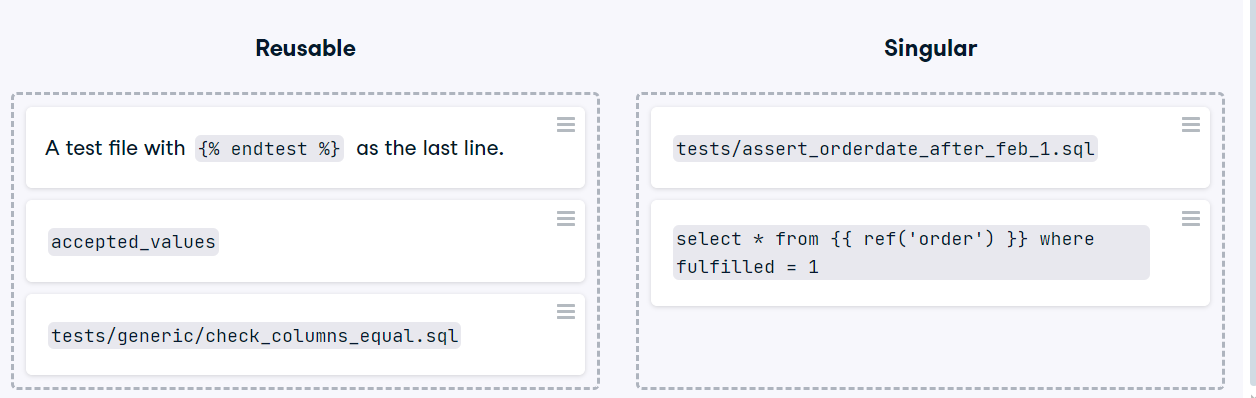 Reusable
A test file with {% endtest %} as the last line.
accepted_values
tests/generic/check_columns_equal.sql
Singular
tests/assert_orderdate_after_feb_1.sql
select * from {{ ref('order') }} where
fulfilled = 1